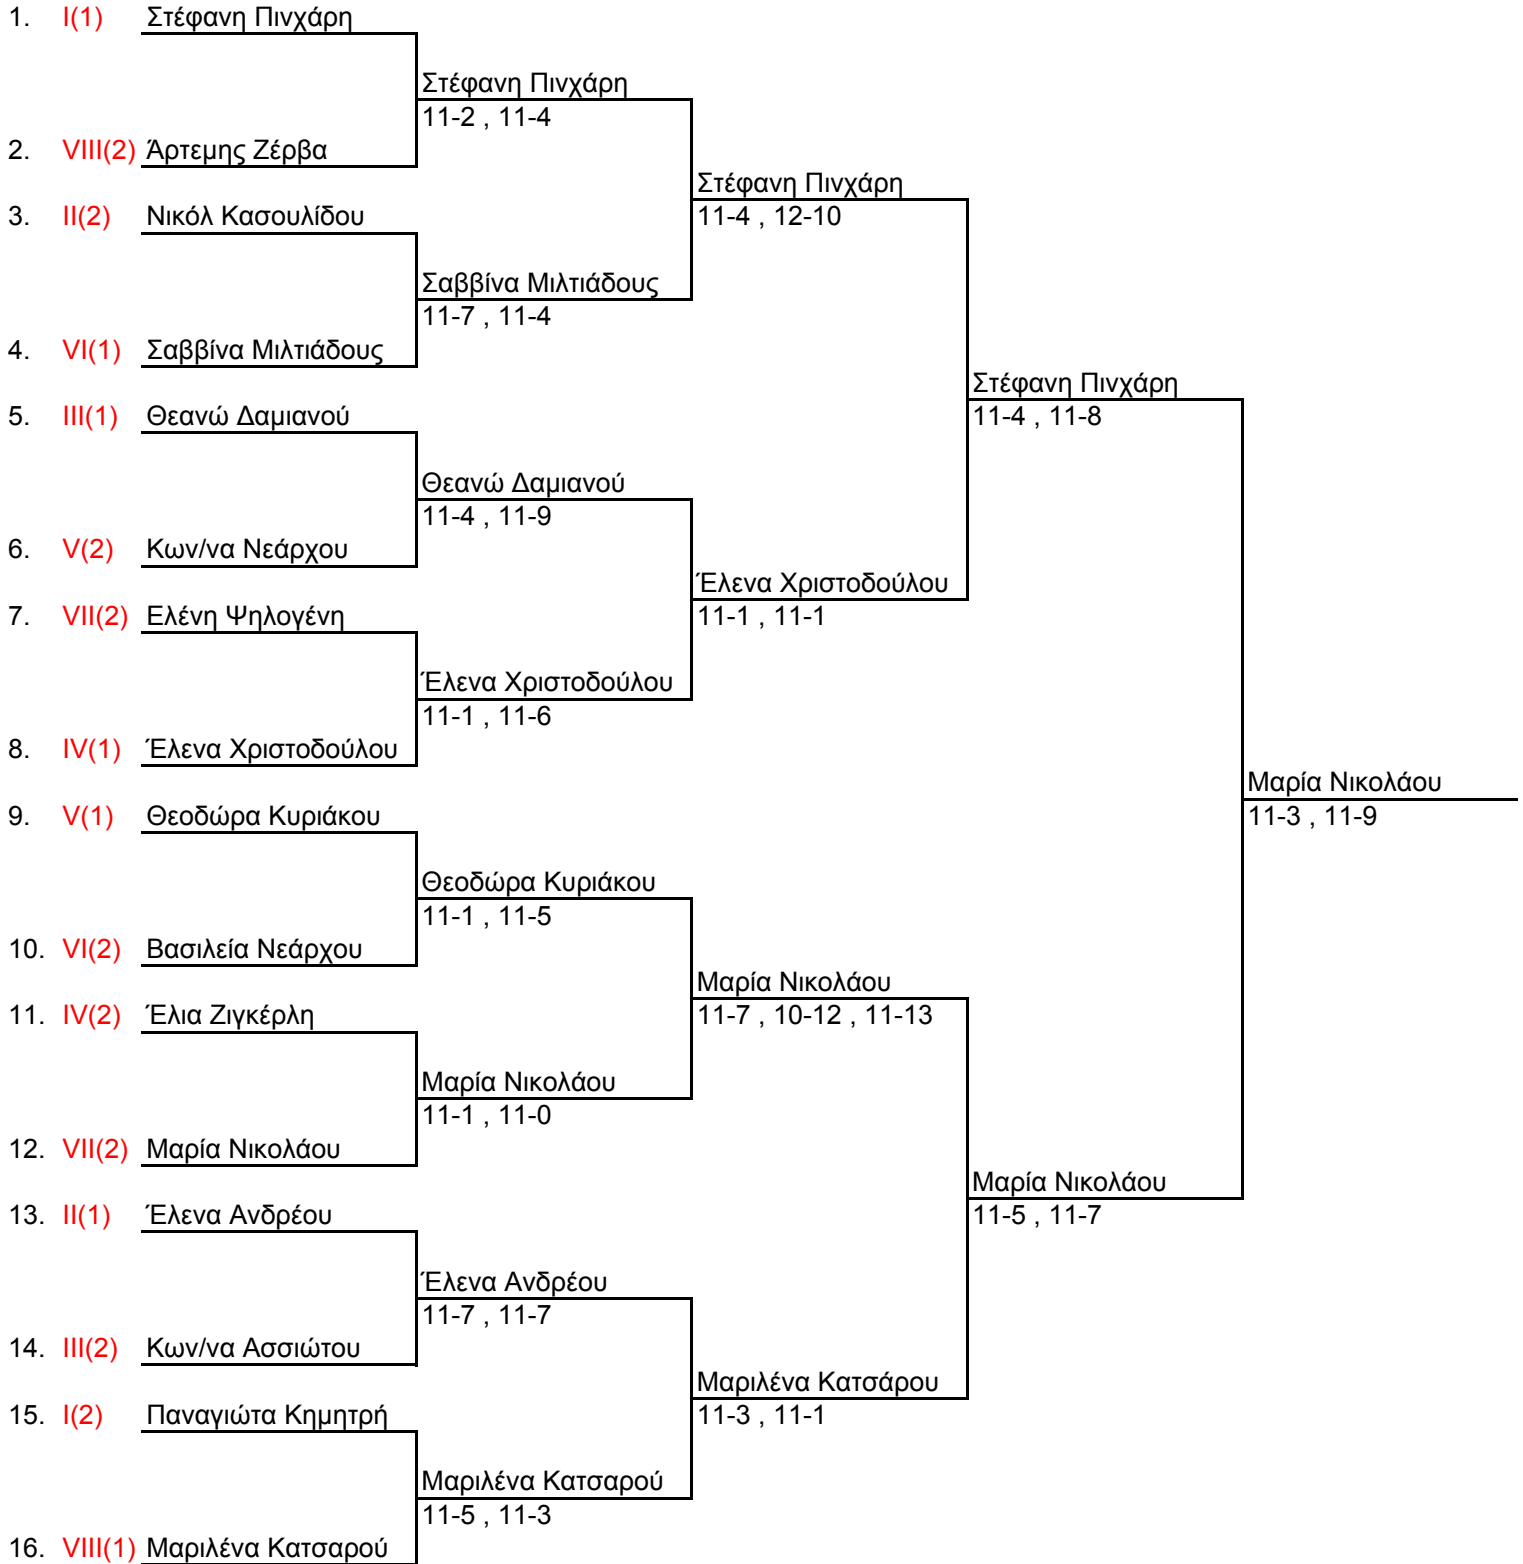 1. I(1) Στέφανη Πινχάρη
Στέφανη Πινχάρη
11-2 , 11-4
2. VIII(2) Άρτεμης Ζέρβα
Στέφανη Πινχάρη
3. II(2) Νικόλ Κασουλίδου
11-4 , 12-10
Σαββίνα Μιλτιάδους
11-7 , 11-4
4. VI(1) Σαββίνα Μιλτιάδους
Στέφανη Πινχάρη
5. III(1) Θεανώ Δαμιανού
11-4 , 11-8
Θεανώ Δαμιανού
11-4 , 11-9
6. V(2) Κων/να Νεάρχου
Έλενα Χριστοδούλου
7. VII(2) Ελένη Ψηλογένη
11-1 , 11-1
Έλενα Χριστοδούλου
11-1 , 11-6
8. IV(1) Έλενα Χριστοδούλου
Μαρία Νικολάου
9. V(1) Θεοδώρα Κυριάκου
11-3 , 11-9
Θεοδώρα Κυριάκου
11-1 , 11-5
10. VI(2) Βασιλεία Νεάρχου
Μαρία Νικολάου
11. IV(2) Έλια Ζιγκέρλη
11-7 , 10-12 , 11-13
Μαρία Νικολάου
11-1 , 11-0
12. VII(2) Μαρία Νικολάου
Μαρία Νικολάου
13. II(1) Έλενα Ανδρέου
11-5 , 11-7
Έλενα Ανδρέου
11-7 , 11-7
14. III(2) Κων/να Ασσιώτου
Μαριλένα Κατσάρου
15. I(2) Παναγιώτα Κημητρή
11-3 , 11-1
Μαριλένα Κατσαρού
11-5 , 11-3
16. VIII(1) Μαριλένα Κατσαρού